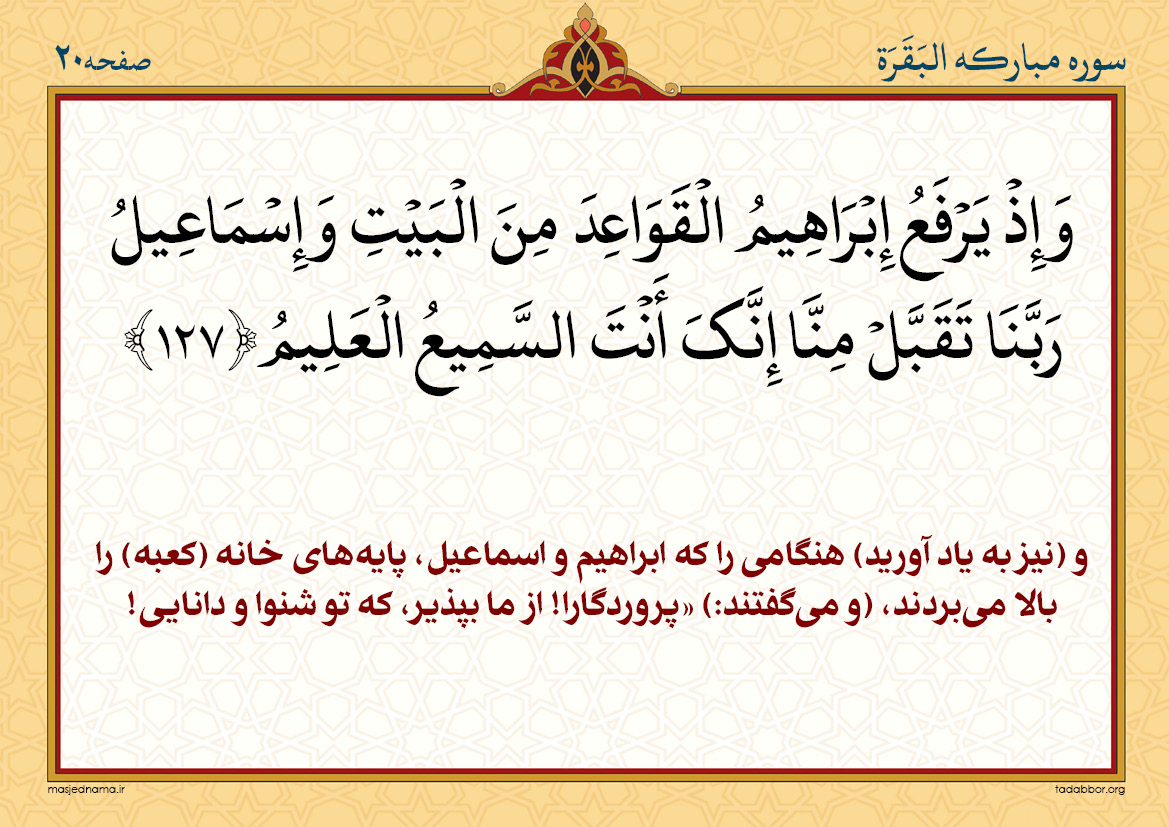 سوره مبارکه البَقَرَة
صفحه۲۰
وَإِذْ يَرْفَعُ إِبْرَاهِيمُ الْقَوَاعِدَ مِنَ الْبَيْتِ وَإِسْمَاعِيلُ
رَبَّنَا تَقَبَّلْ مِنَّا إِنَّکَ أَنْتَ السَّمِيعُ الْعَلِيمُ ﴿۱۲۷﴾
و (نیز به یاد آورید) هنگامی را که ابراهیم و اسماعیل، پایه‌های خانه (کعبه) را
بالا می‌بردند، (و می‌گفتند:) «پروردگارا! از ما بپذیر، که تو شنوا و دانایی!
masjednama.ir
tadabbor.org